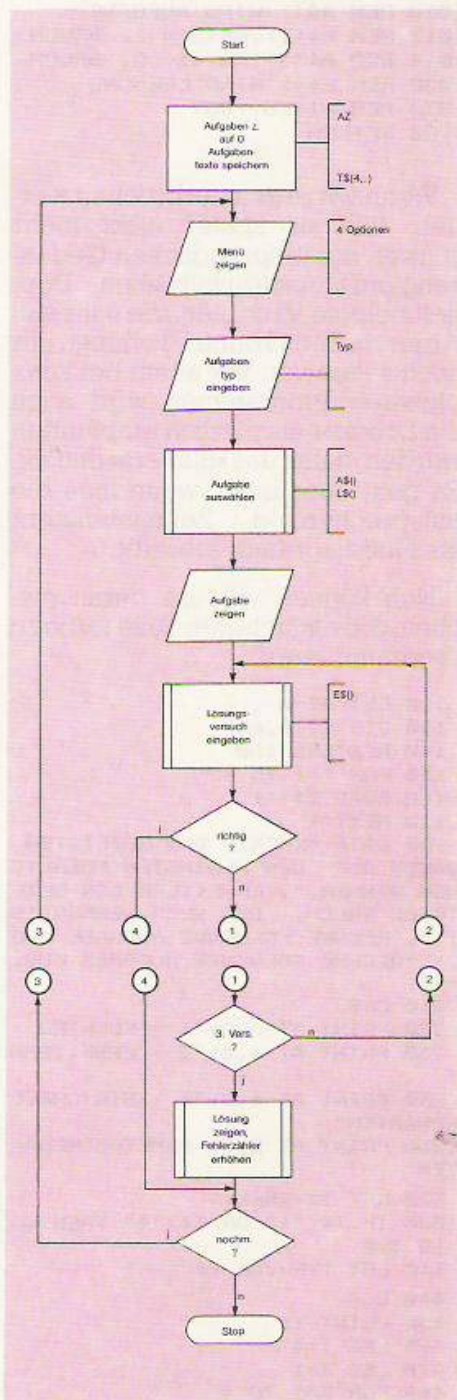 Start
Aufgaben z.
auf 0
Aufgaben-
texte speichern
AZ
T$(4,..)
Menü
zeigen
4 Optionen
Aufgaben
typ
eingeben
Typ
Aufgabe
auswählen
A$()
L$()
Aufgabe
zeigen
Lösungs-
versuch
eingeben
E$()
richtig
?
j
n
3
4
1
2
3
4
1
2
3. Vers.
?
n
j
Lösung
zeigen,
Fehlerzähler
erhöhen
nochm.
?
j
n
Stop